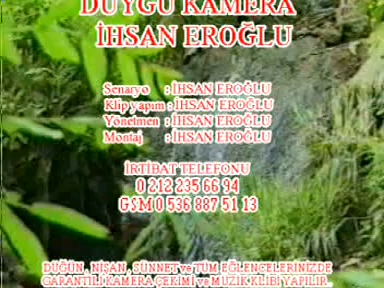 DUYGU KAMERA
İHSAN EROĞLU
Senaryo : İHSAN EROĞLU
Klip yapım : İHSAN EROĞLU
Yönetmen : İHSAN EROĞLU
Montaj : İHSAN EROĞLU
İRTİBAT TELEFONU
0 212 235 66 94
GSM 0 536 887 51 13
DÜĞÜN, NİŞAN, SÜNNET ve TÜM EĞLENCELERİNİZDE
GARANTİLİ KAMERA ÇEKİMİ ve MÜZİK KLİBİ YAPILIR..